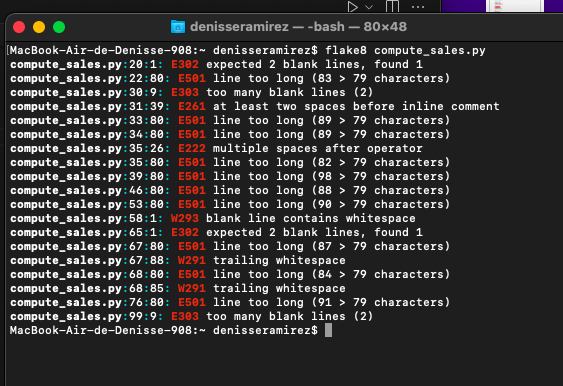 denisseramirez — -bash — 80×48
[MacBook-Air-de-Denisse-908:~ denisseramirez$ flake8 compute_sales.py
compute_sales.py:20:1: E302 expected 2 blank lines, found 1
compute_sales.py:22:80: E501 line too long (83 > 79 characters)
compute_sales.py:30:9: E303 too many blank lines (2)
compute_sales.py:31:39: E261 at least two spaces before inline comment
compute_sales.py:33:80: E501 line too long (89 > 79 characters)
compute_sales.py:34:80: E501 line too long (89 > 79 characters)
compute_sales.py:35:26: E222 multiple spaces after operator
compute_sales.py:35:80: E501 line too long (82 > 79 characters)
compute_sales.py:39:80: E501 line too long (98 > 79 characters)
compute_sales.py:46:80: E501 line too long (88 > 79 characters)
compute_sales.py:53:80: E501 line too long (90 > 79 characters)
compute_sales.py:58:1: W293 blank line contains whitespace
compute_sales.py:65:1: E302 expected 2 blank lines, found 1
compute_sales.py:67:80: E501 line too long (87 > 79 characters)
compute_sales.py:67:88: W291 trailing whitespace
compute_sales.py:68:80: E501 line too long (84 > 79 characters)
compute_sales.py:68:85: W291 trailing whitespace
compute_sales.py:76:80: E501 line too long (91 > 79 characters)
compute_sales.py:99:9: E303 too many blank lines (2)
MacBook-Air-de-Denisse-908:~ denisseramirez$